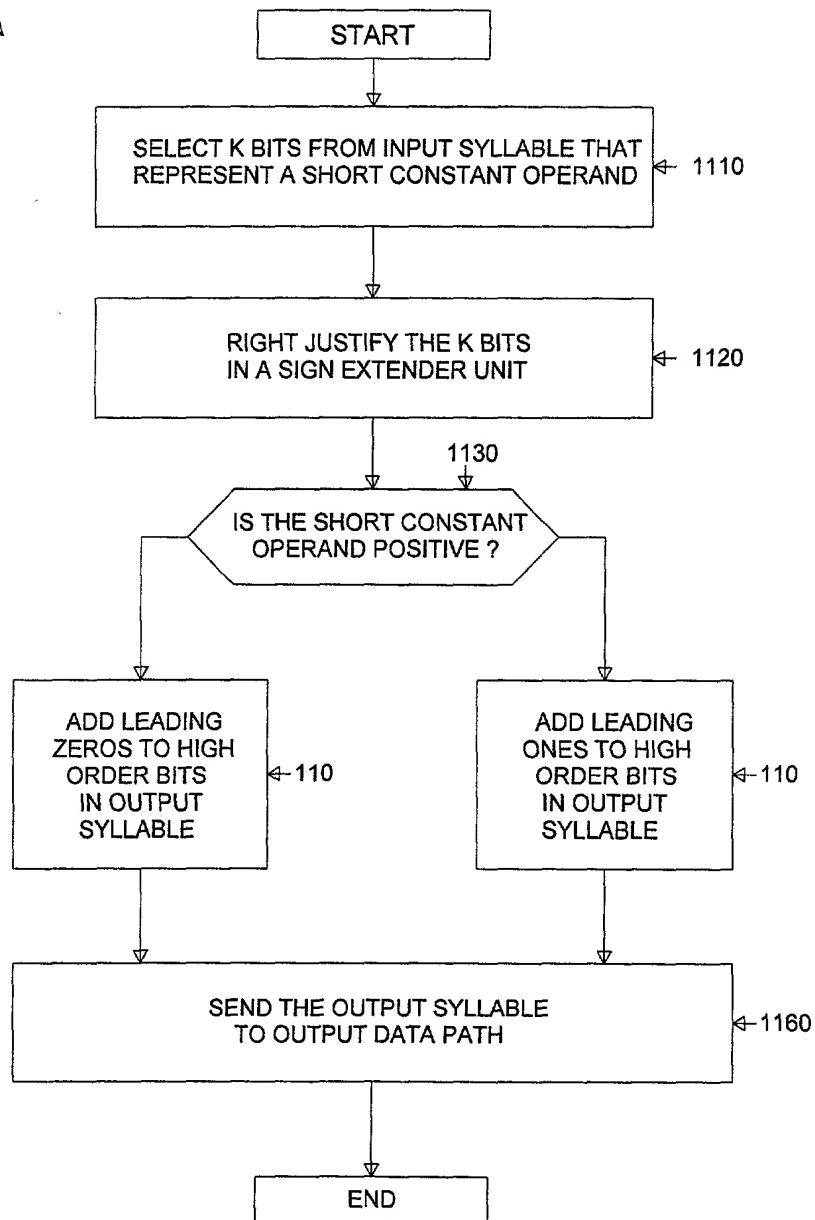 START
SELECT K BITS FROM INPUT SYLLABLE THAT
REPRESENT A SHORT CONSTANT OPERAND
1110
RIGHT JUSTIFY THE K BITS
IN A SIGN EXTENDER UNIT
1120
1130
IS THE SHORT CONSTANT
OPERAND POSITIVE ?
ADD LEADING
ZEROS TO HIGH
ORDER BITS
IN OUTPUT
SYLLABLE
110
ADD LEADING
ONES TO HIGH
ORDER BITS
IN OUTPUT
SYLLABLE
110
SEND THE OUTPUT SYLLABLE
TO OUTPUT DATA PATH
1160
END